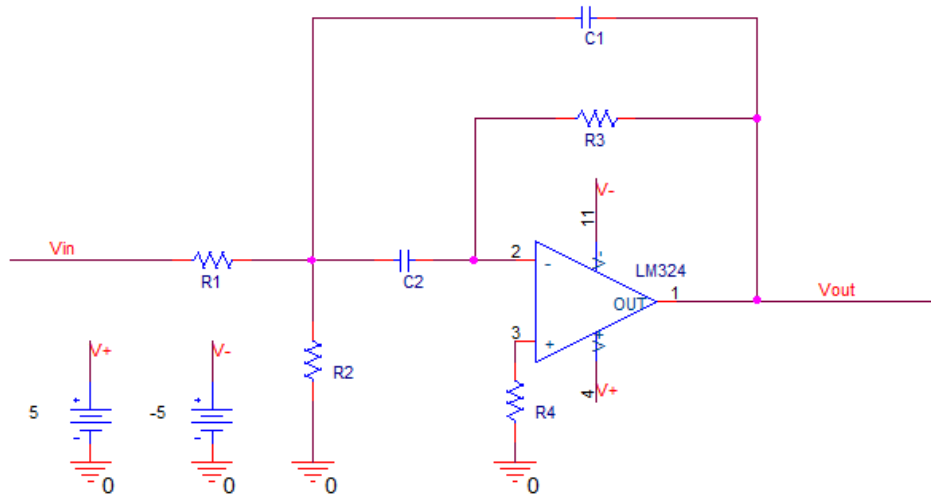 C1
R3
V-
11
Vin
R1
C2
2
-
V-
LM324
OUT
1
Vout
3
+
V+
4
V+
R2
R4
V+
V-
5
+
-
-5
+
-
0
0
0
0